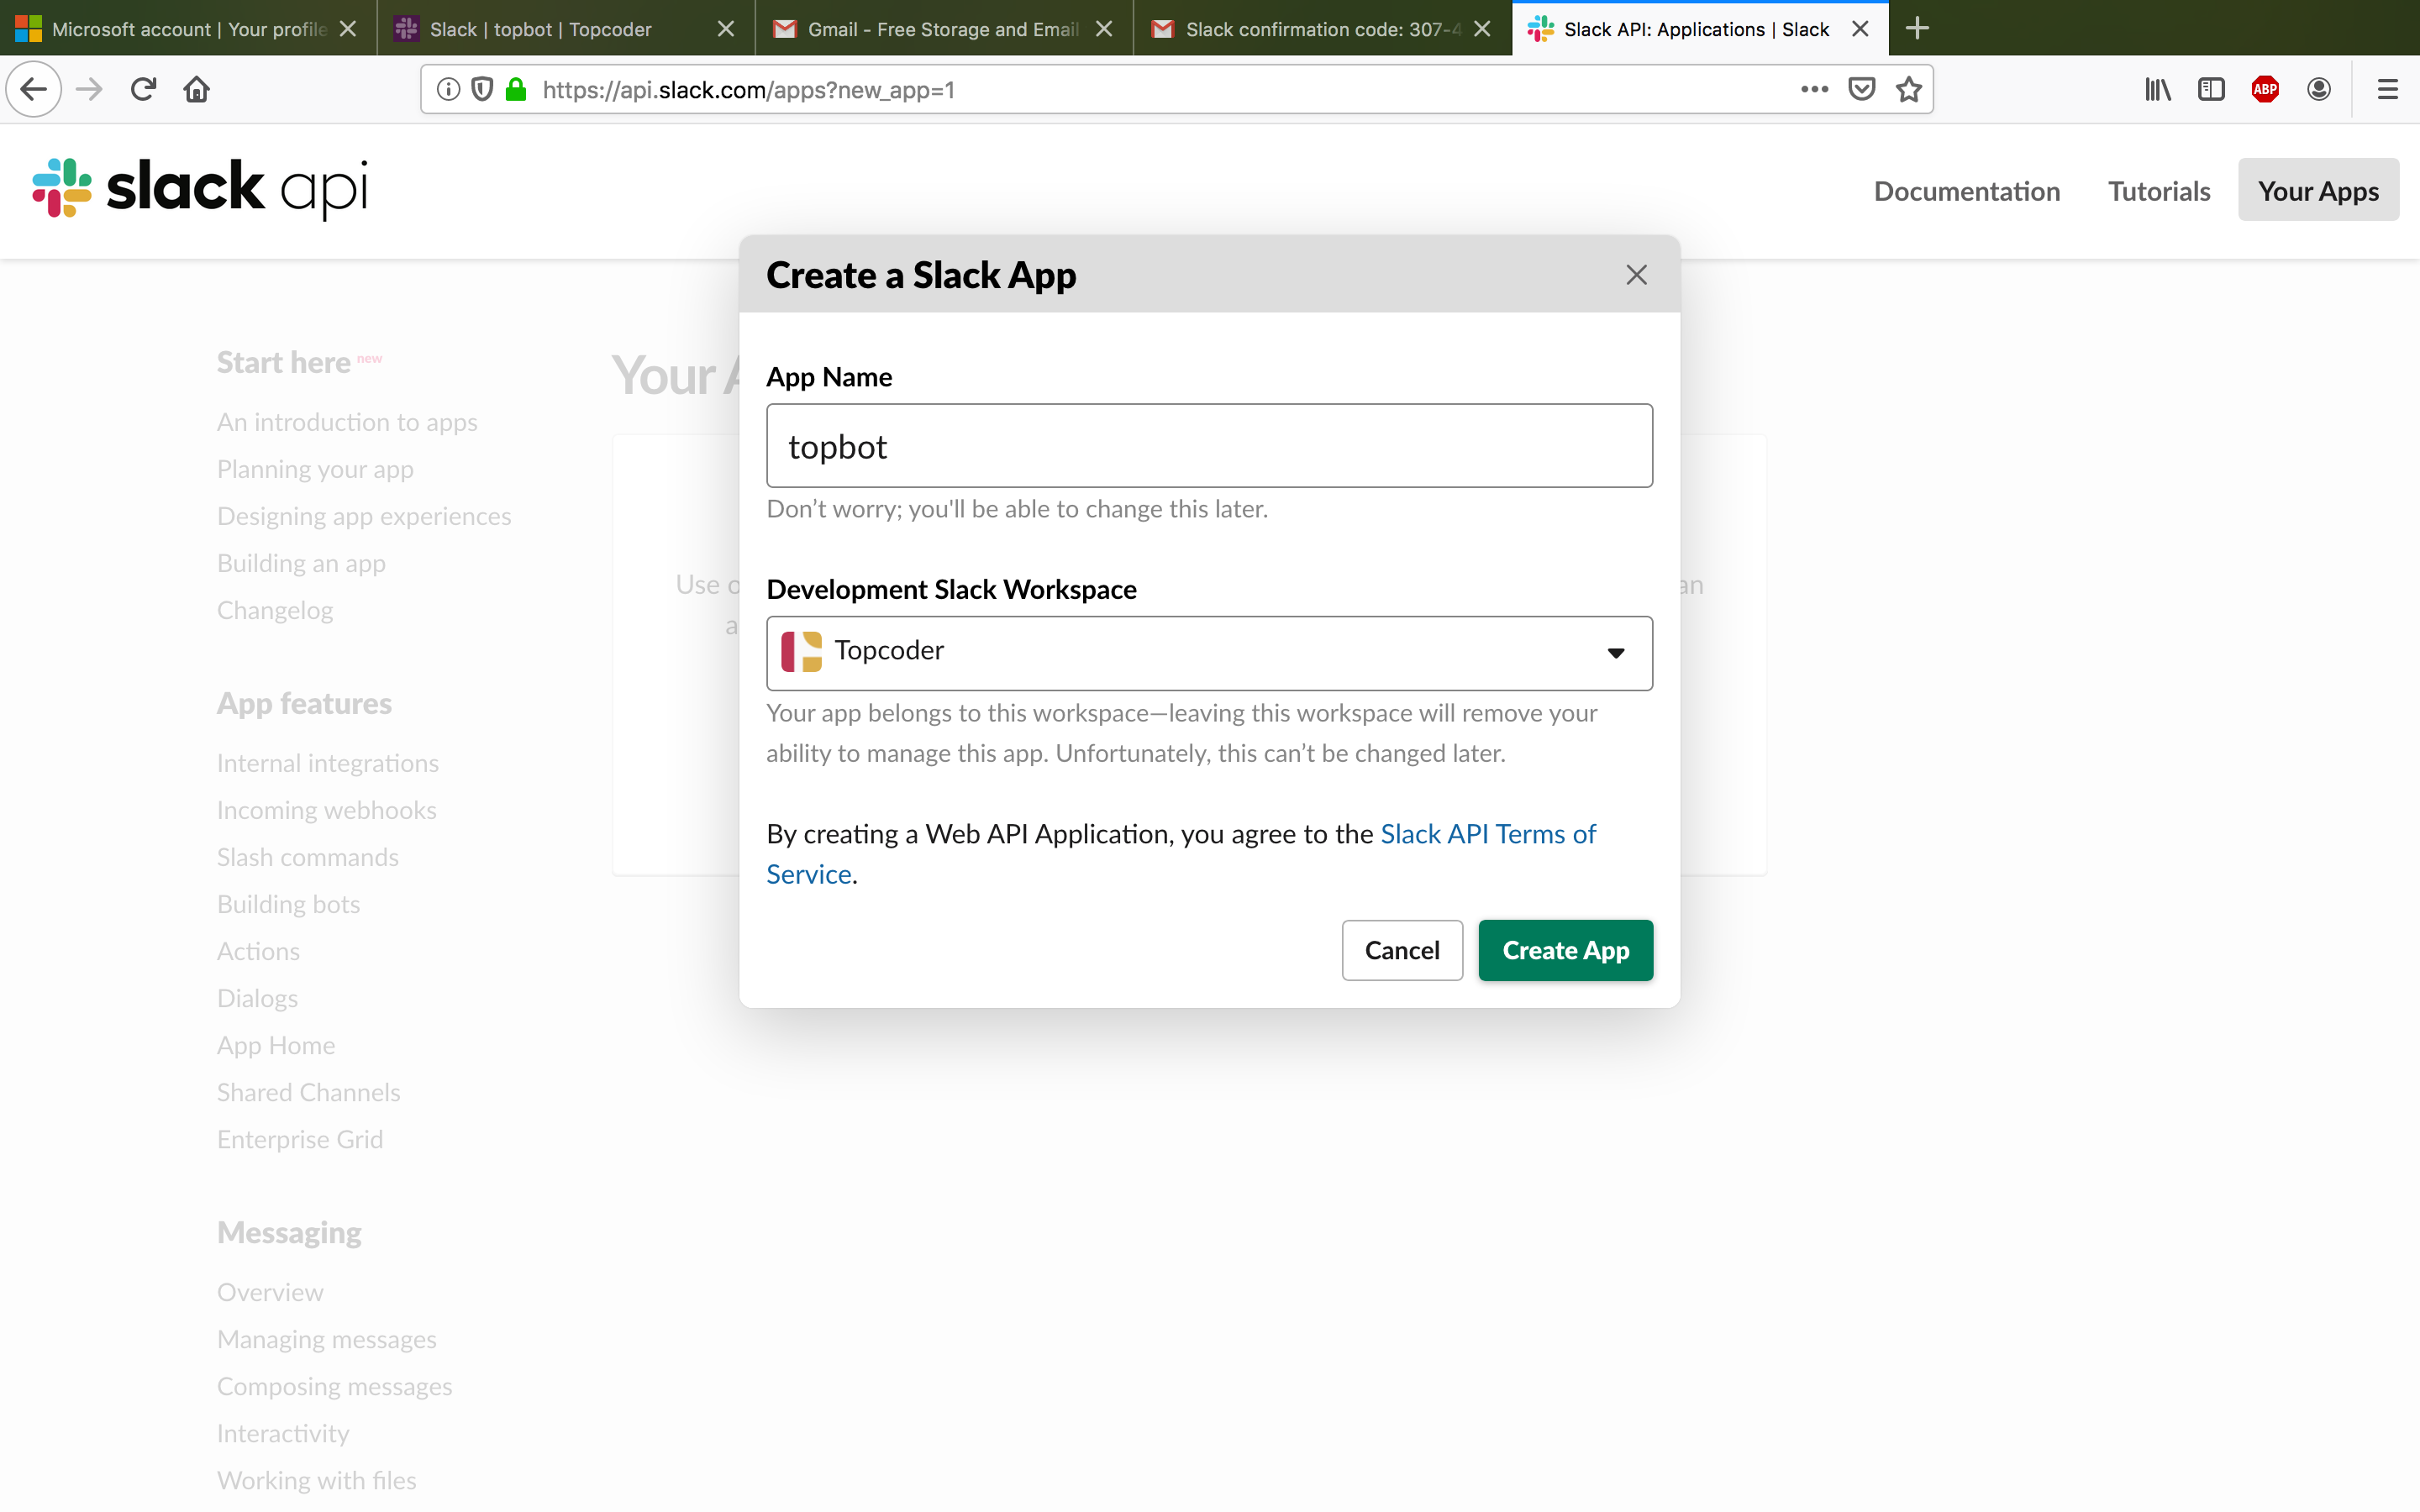 Microsoft account | Your profile
Slack | topbot | Topcoder
Gmail - Free Storage and Email
Slack confirmation code: 307-4
Slack API: Applications | Slack
https://api.slack.com/apps?new_app=1
ABP
slack api
Documentation
Tutorials
Your Apps
Create a Slack App
App Name
topbot
Don’t worry; you'll be able to change this later.
Development Slack Workspace
Topcoder
Your app belongs to this workspace—leaving this workspace will remove your
ability to manage this app. Unfortunately, this can’t be changed later.
By creating a Web API Application, you agree to the Slack API Terms of
Service.
Cancel
Create App
Start here new
An introduction to apps
Planning your app
Designing app experiences
Building an app
Changelog
App features
Internal integrations
Incoming webhooks
Slash commands
Building bots
Actions
Dialogs
App Home
Shared Channels
Enterprise Grid
Messaging
Overview
Managing messages
Composing messages
Interactivity
Working with files
Your A
Use o
an
a